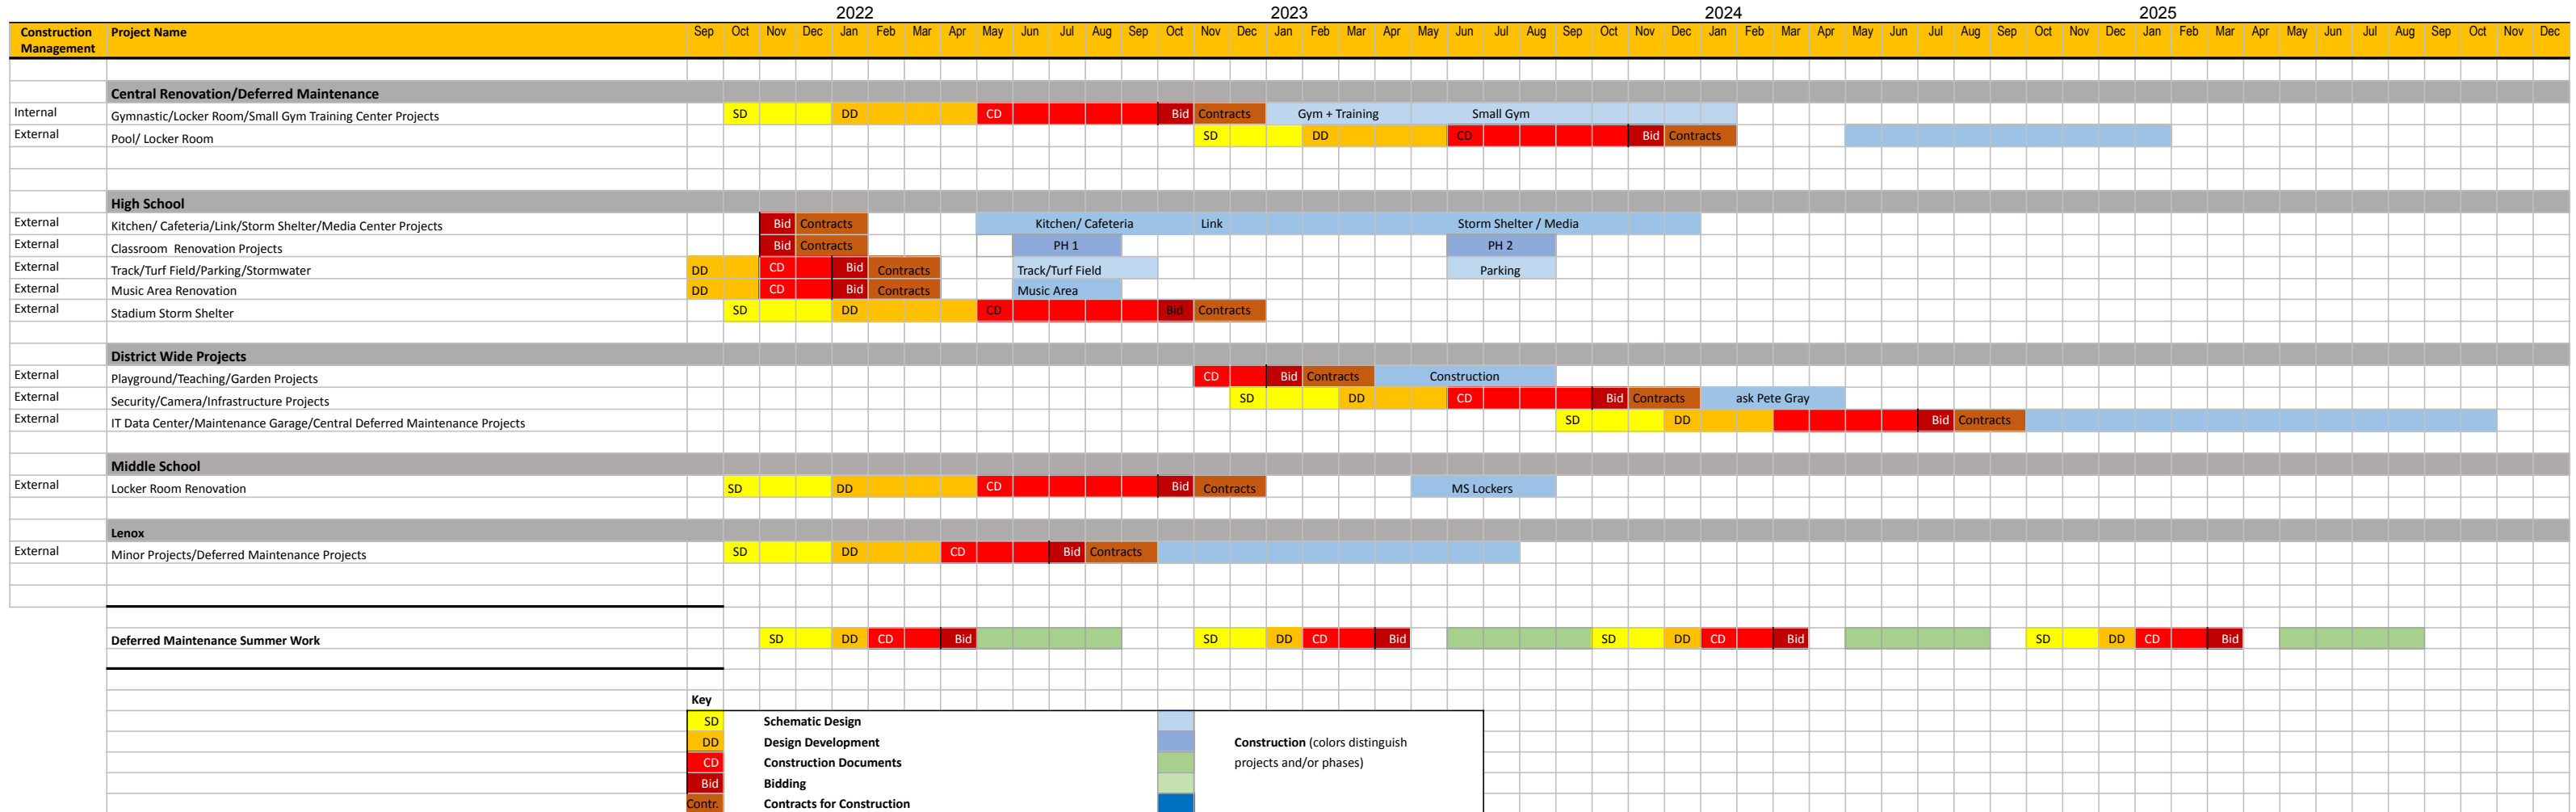 2022 2023 2024 2025
Construction Management Project Name Sep Oct Nov Dec Jan Feb Mar Apr May Jun Jul Aug Sep Oct Nov Dec Jan Feb Mar Apr May Jun Jul Aug Sep Oct Nov Dec Jan Feb Mar Apr May Jun Jul Aug Sep Oct Nov Dec Jan Feb Mar Apr May Jun Jul Aug Sep Oct Nov Dec
Central Renovation/Deferred Maintenance
Internal Gymnastic/Locker Room/Small Gym Training Center Projects SD DD CD Bid Contracts Gym + Training Small Gym
External Pool/ Locker Room SD DD CD Bid Contracts
High School
External Kitchen/ Cafeteria/Link/Storm Shelter/Media Center Projects Bid Contracts Kitchen/ Cafeteria Link Storm Shelter / Media
External Classroom Renovation Projects Bid Contracts PH 1 PH 2
External Track/Turf Field/Parking/Stormwater DD CD Bid Contracts Track/Turf Field Parking
External Music Area Renovation DD CD Bid Contracts Music Area
External Stadium Storm Shelter SD DD CD Bid Contracts
District Wide Projects
External Playground/Teaching/Garden Projects CD Bid Contracts Construction
External Security/Camera/Infrastructure Projects SD DD CD Bid Contracts ask Pete Gray
External IT Data Center/Maintenance Garage/Central Deferred Maintenance Projects SD DD Bid Contracts
Middle School
External Locker Room Renovation SD DD CD Bid Contracts MS Lockers
Lenox
External Minor Projects/Deferred Maintenance Projects SD DD CD Bid Contracts
Deferred Maintenance Summer Work SD DD CD Bid SD DD CD Bid SD DD CD Bid SD DD CD Bid
Key
SD Schematic Design
DD Design Development Construction (colors distinguish
CD Construction Documents projects and/or phases)
Bid Bidding
Contr. Contracts for Construction